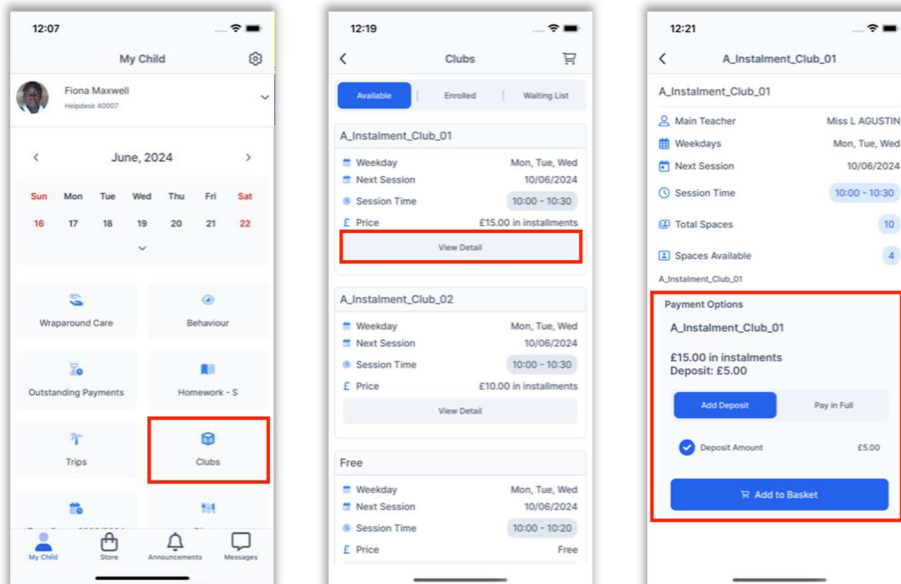 12:07
My Child
Fiona Maxwell
Helpdesk 40007
June, 2024
Sun Mon Tue Wed Thu Fri Sat
16 17 18 19 20 21 22
Wraparound Care
Behaviour
Outstanding Payments
Homework - S
Trips
Clubs
My Child
Store
Announcements
Messages
12:19
Clubs
Available
Enrolled
Waiting List
A_Instalment_Club_01
Weekday Mon, Tue, Wed
Next Session 10/06/2024
Session Time 10:00 - 10:30
£ Price £15.00 in installments
View Detail
A_Instalment_Club_02
Weekday Mon, Tue, Wed
Next Session 10/06/2024
Session Time 10:00 - 10:30
£ Price £10.00 in installments
View Detail
Free
Weekday Mon, Tue, Wed
Next Session 10/06/2024
Session Time 10:00 - 10:20
£ Price Free
12:21
A_Instalment_Club_01
A_Instalment_Club_01
Main Teacher Miss L AGUSTIN
Weekdays Mon, Tue, Wed
Next Session 10/06/2024
Session Time 10:00 - 10:30
Total Spaces 10
Spaces Available 4
A_Instalment_Club_01
Payment Options
A_Instalment_Club_01
£15.00 in instalments
Deposit: £5.00
Add Deposit
Pay in Full
Deposit Amount £5.00
Add to Basket